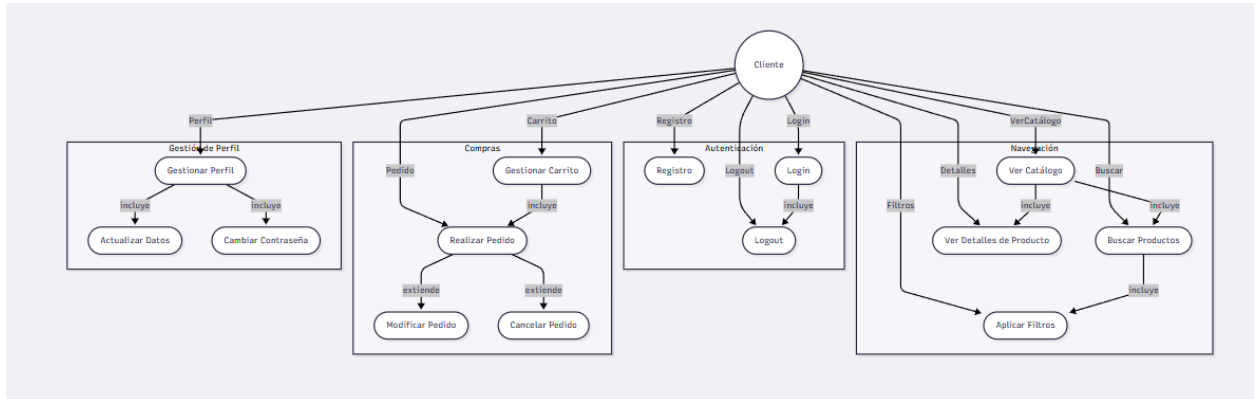 Cliente
Perfil
Carrito
Registro
Login
VerCatálogo
Gestión de Perfil
Compras
Autenticación
Navegación
Gestionar Perfil
Pedido
Gestionar Carrito
Registro
Logout
Login
Detalles
Ver Catálogo
Buscar
incluye
incluye
incluye
incluye
Filtros
incluye
incluye
Actualizar Datos
Cambiar Contraseña
Realizar Pedido
Logout
Ver Detalles de Producto
Buscar Productos
extiende
extiende
incluye
Modificar Pedido
Cancelar Pedido
Aplicar Filtros